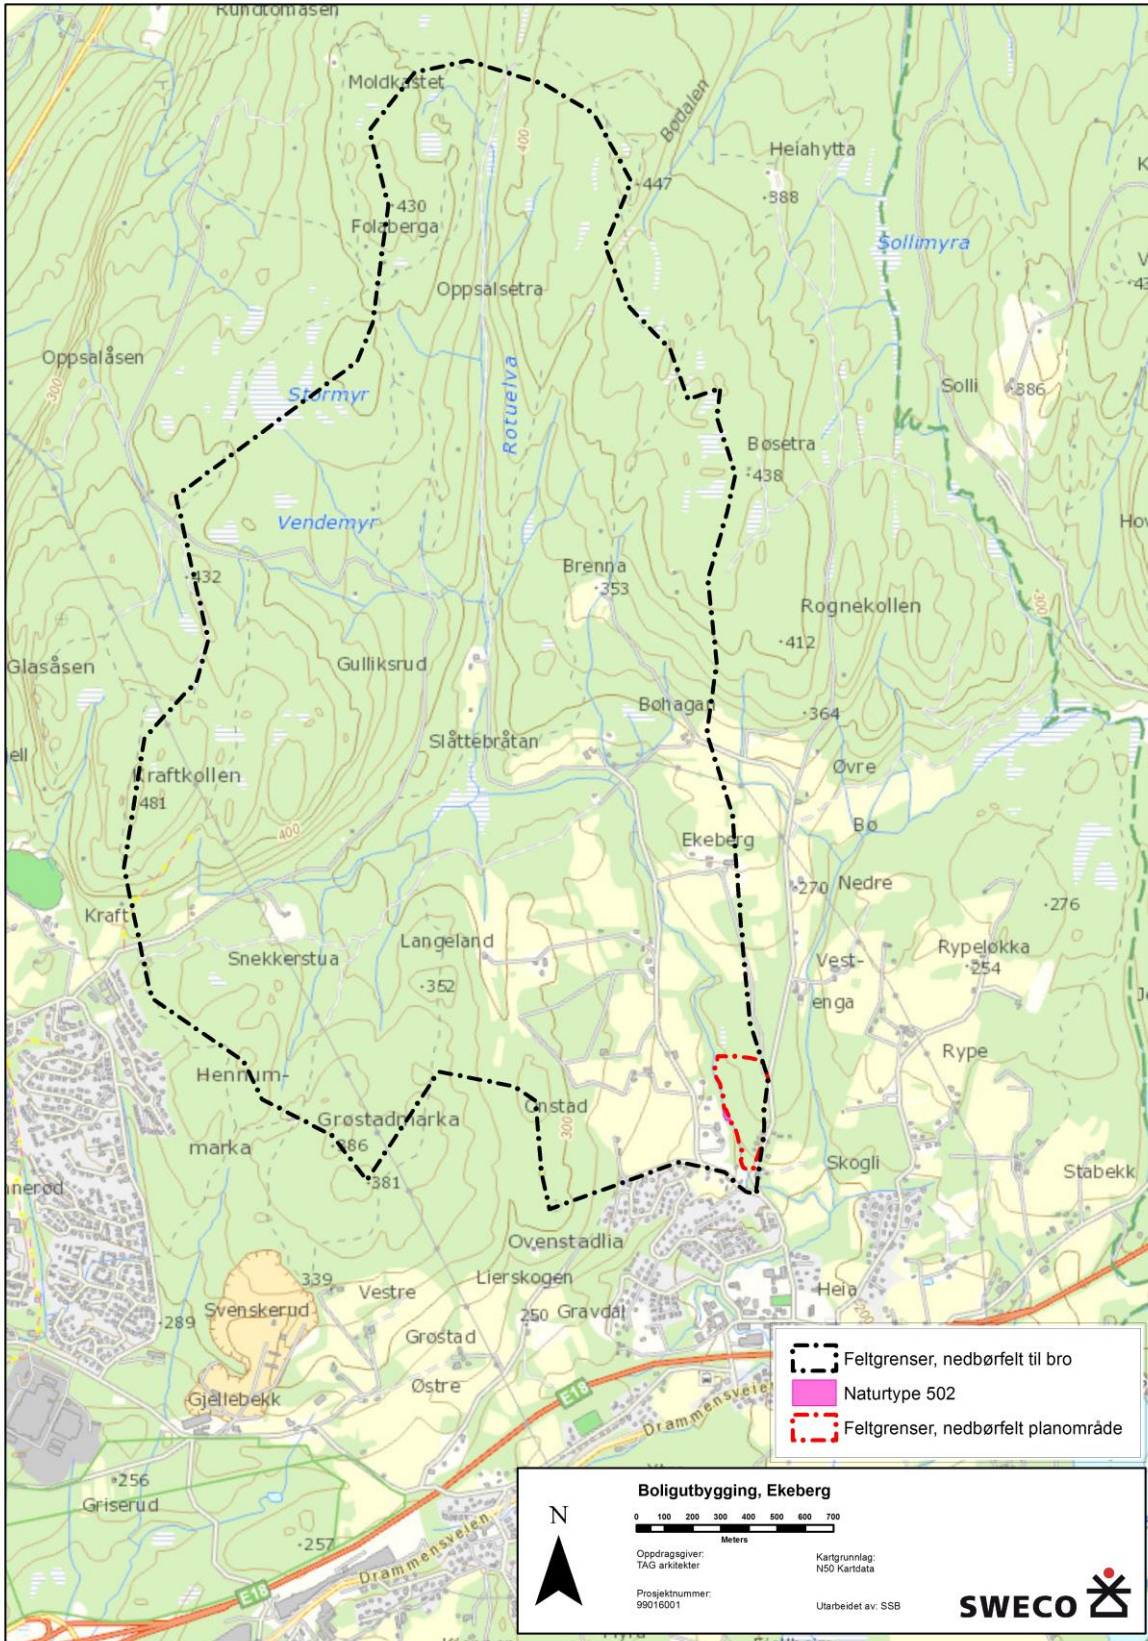 Rundtomåsen
Moldkastet
Bødalen
400
Heiahytta
447
388
430
Folaberga
Sollimyra
Oppsalsetra
Oppsalåsen
300
Stormyr
Rotuelva
Solli
386
Bøsetra
438
Vendemyr
Brenna
353
432
Rognekollen
300
412
Glasåsen
Gulliksrud
Bøhagan
364
Slåttebråtan
Øvre
Kraftkollen
481
Bø
400
Ekeberg
270
Nedre
276
Kraft
Langeland
Rypeløkka
Snekkerstua
254
Vest-
352
enga
Rype
Hennum-
Onstad
Grøstadmarka
300
386
marka
381
Skogli
Stabekk
Ovenstadlia
Lierskogen
339
Vestre
Heia
200
Svenskerud
250
Gravdal
289
Grøstad
Østre
Gjellebekk
E18
Drammensveien
256
Griserud
257
Drammensveien
E18
Feltgrenser, nedbørfelt til bro
Naturtype 502
Feltgrenser, nedbørfelt planområde
Boligutbygging, Ekeberg
N
0 100 200 300 400 500 600 700
Meters
Oppdragsgiver:
TAG arkitekter
Kartgrunnlag:
N50 Kartdata
Prosjektnummer:
99016001
Utarbeidet av: SSB
SWECO